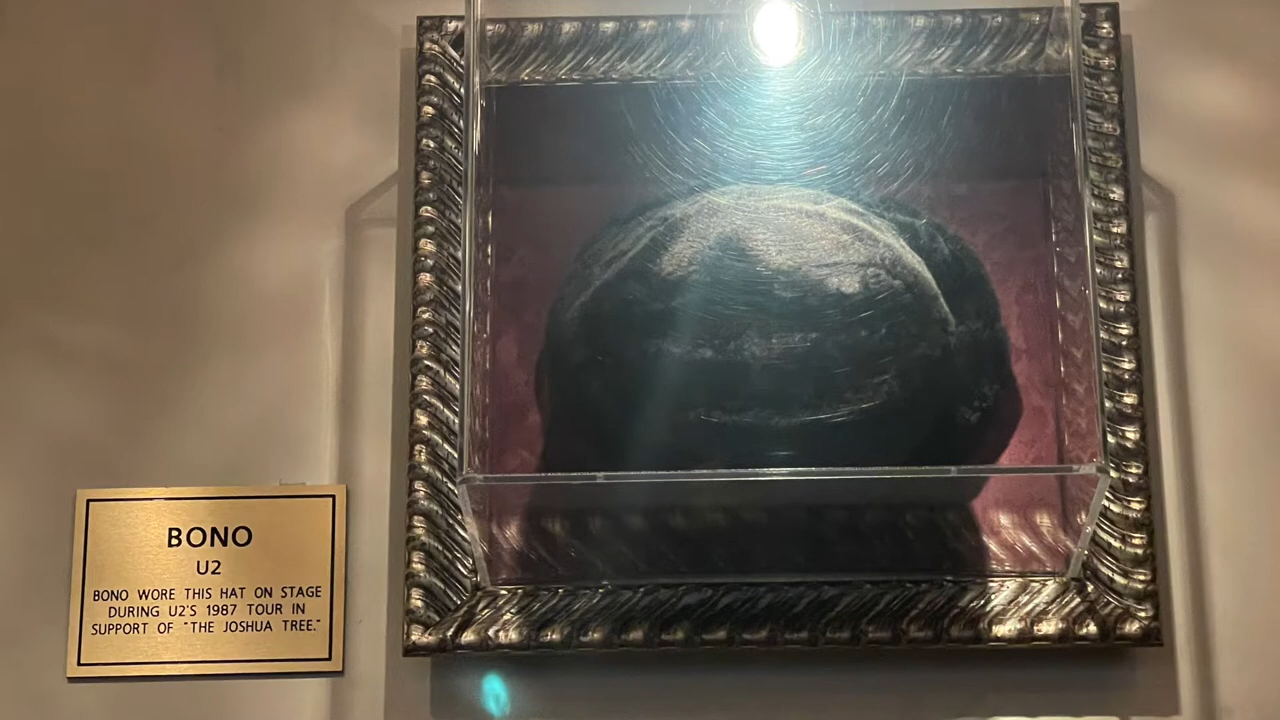 BONO
U2
BONO WORE THIS HAT ON STAGE
DURING U2'S 1987 TOUR IN
SUPPORT OF "THE JOSHUA TREE."